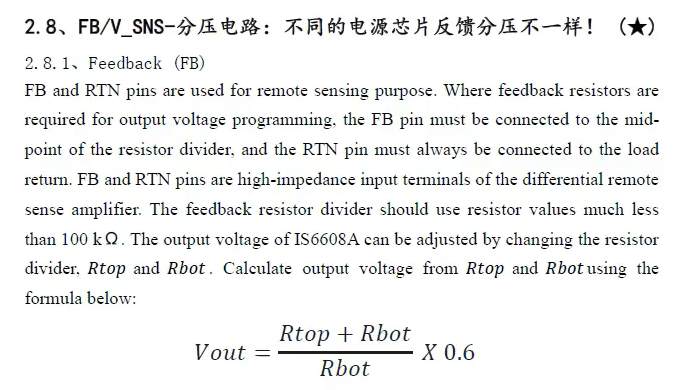 2.8、FB/V_SNS-分压电路：不同的电源芯片反馈分压不一样！（★）
2.8.1、Feedback (FB)
FB and RTN pins are used for remote sensing purpose. Where feedback resistors are
required for output voltage programming, the FB pin must be connected to the mid-
point of the resistor divider, and the RTN pin must always be connected to the load
return. FB and RTN pins are high-impedance input terminals of the differential remote
sense amplifier. The feedback resistor divider should use resistor values much less
than 100 kΩ. The output voltage of IS6608A can be adjusted by changing the resistor
divider, Rtop and Rbot. Calculate output voltage from Rtop and Rbot using the
formula below:
Vout = \frac{Rtop + Rbot}{Rbot} X 0.6